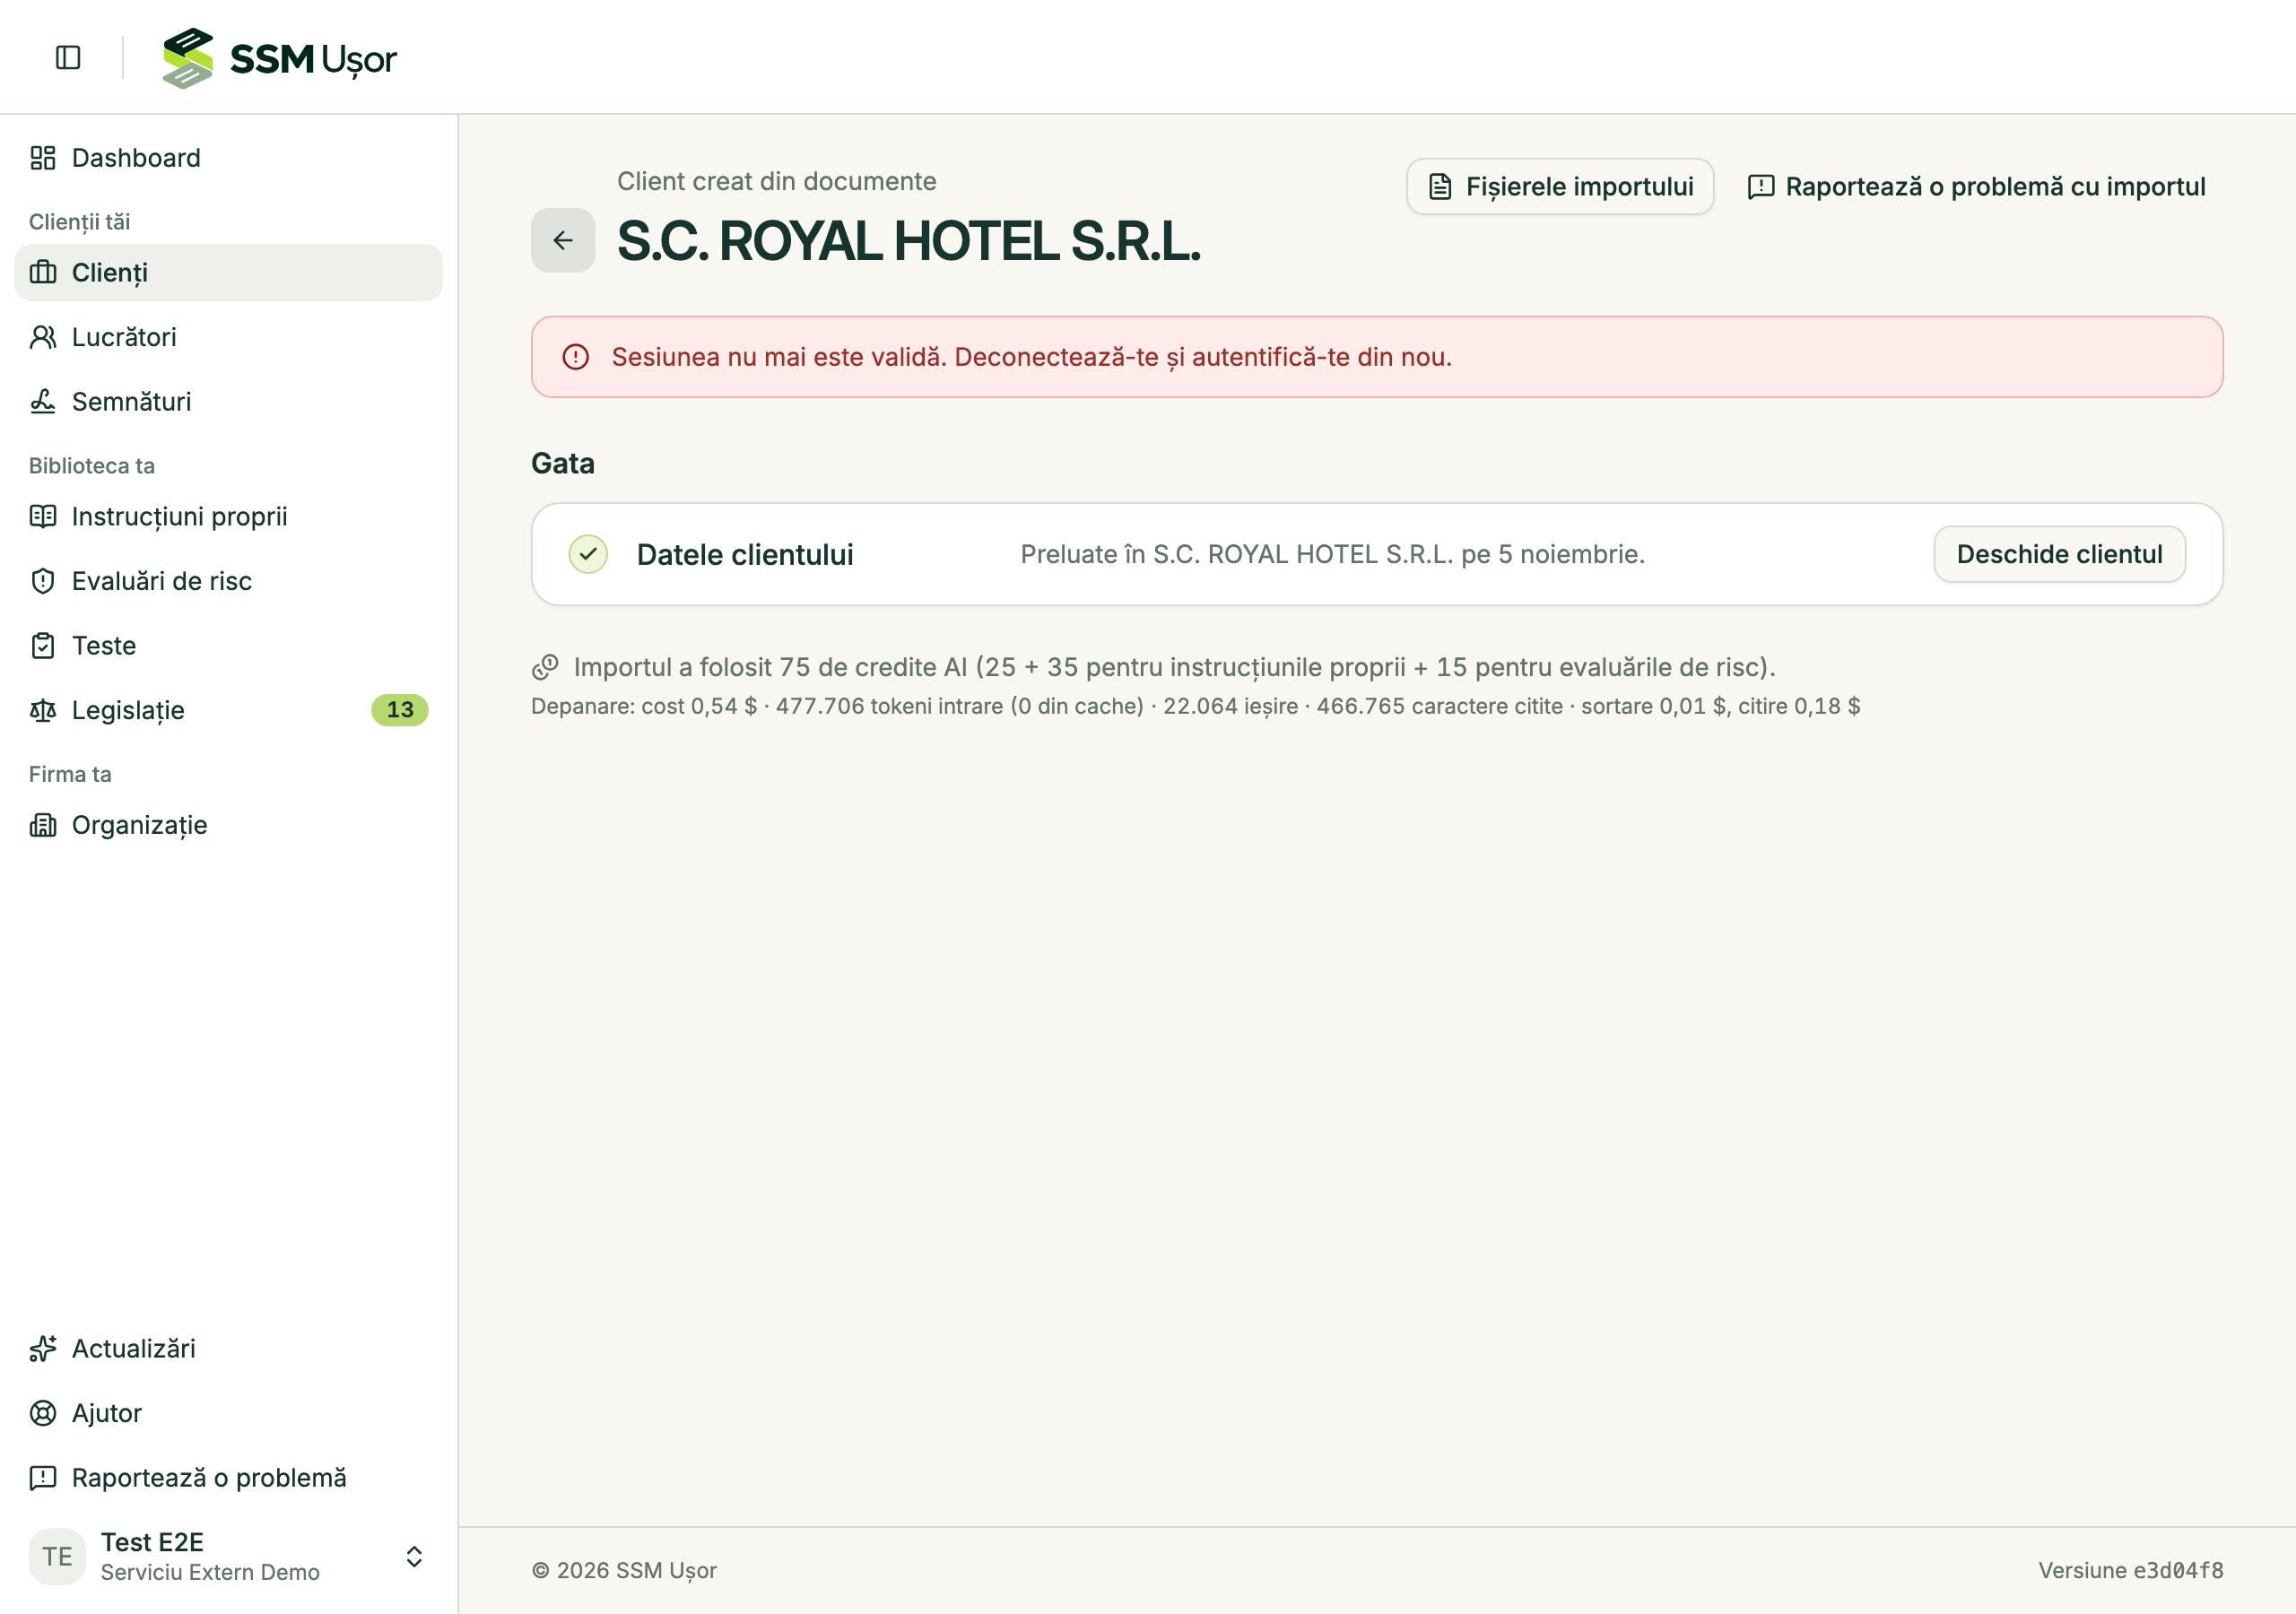 SSM Ușor
Dashboard
Clienții tăi
Clienți
Lucrători
Semnături
Biblioteca ta
Instrucțiuni proprii
Evaluări de risc
Teste
Legislație 13
Firma ta
Organizație
Actualizări
Ajutor
Raportează o problemă
TE
Test E2E
Serviciu Extern Demo
Client creat din documente
S.C. ROYAL HOTEL S.R.L.
Fișierele importului
Raportează o problemă cu importul
Sesiunea nu mai este validă. Deconectează-te și autentifică-te din nou.
Gata
Datele clientului
Preluate în S.C. ROYAL HOTEL S.R.L. pe 5 noiembrie.
Deschide clientul
Importul a folosit 75 de credite AI (25 + 35 pentru instrucțiunile proprii + 15 pentru evaluările de risc).
Depanare: cost 0,54 $ · 477.706 tokeni intrare (0 din cache) · 22.064 ieșire · 466.765 caractere citite · sortare 0,01 $, citire 0,18 $
© 2026 SSM Ușor
Versiune e3d04f8